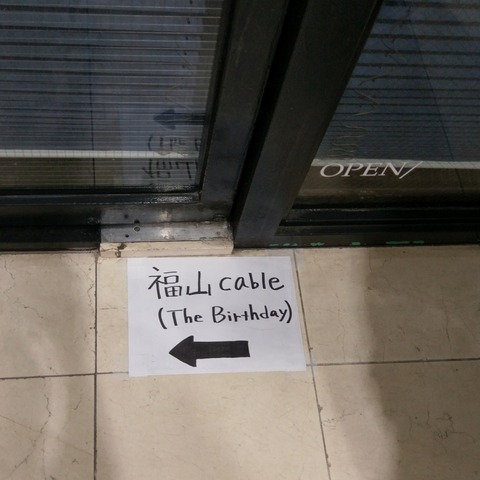 OPEN/
福山cable
(The Birthday)